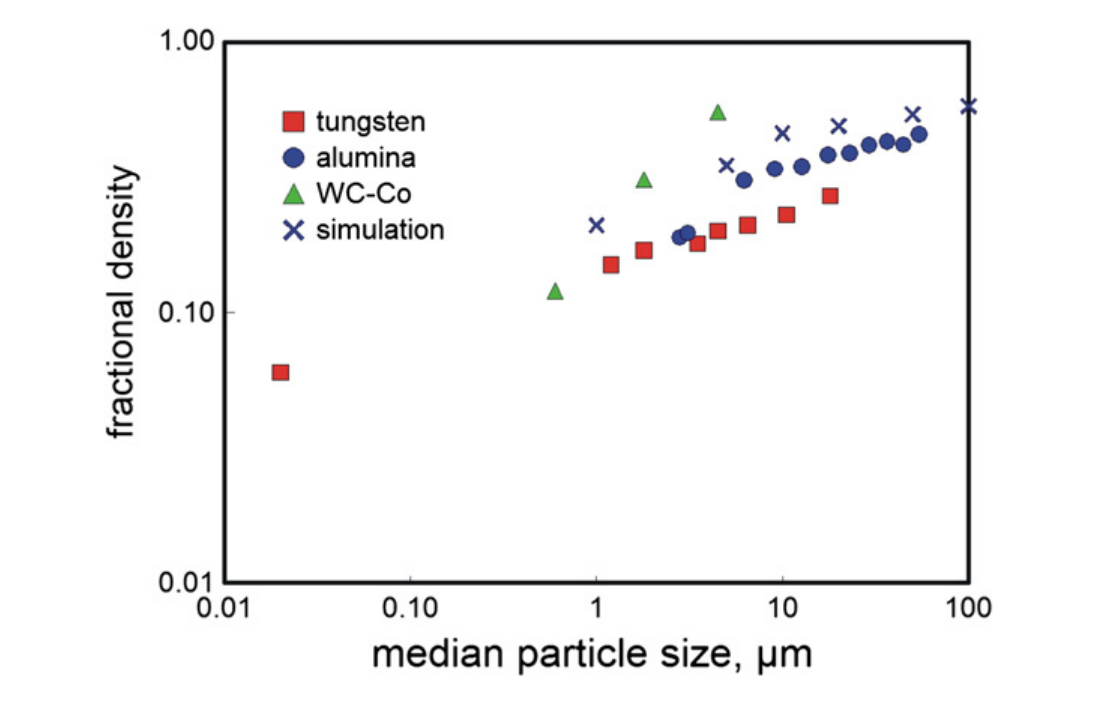 1.00
tungsten
alumina
WC-Co
simulation
fractional density
0.10
0.01
0.01 0.10 1 10 100
median particle size, µm